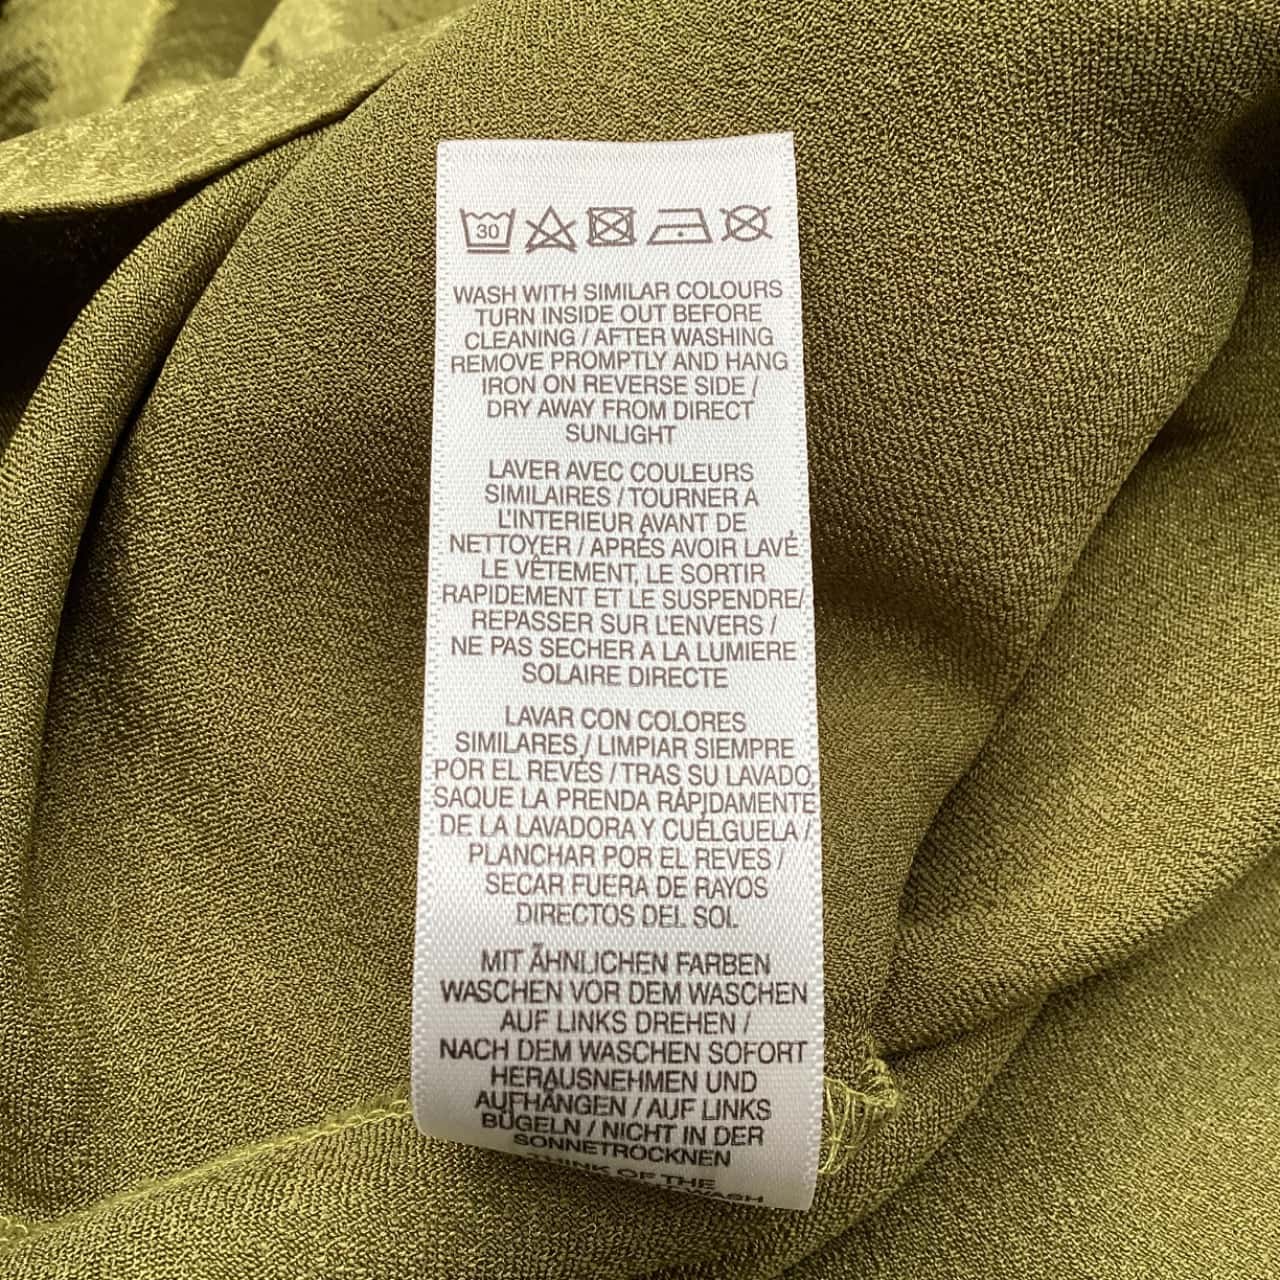 30
WASH WITH SIMILAR COLOURS
TURN INSIDE OUT BEFORE
CLEANING / AFTER WASHING
REMOVE PROMPTLY AND HANG
IRON ON REVERSE SIDE /
DRY AWAY FROM DIRECT
SUNLIGHT
LAVER AVEC COULEURS
SIMILAIRES / TOURNER A
L'INTERIEUR AVANT DE
NETTOYER / APRÈS AVOIR LAVÉ
LE VÊTEMENT, LE SORTIR
RAPIDEMENT ET LE SUSPENDRE/
REPASSER SUR L'ENVERS /
NE PAS SECHER A LA LUMIERE
SOLAIRE DIRECTE
LAVAR CON COLORES
SIMILARES / LIMPIAR SIEMPRE
POR EL REVÉS / TRAS SU LAVADO,
SAQUE LA PRENDA RÁPIDAMENTE
DE LA LAVADORA Y CUÉLGUELA /
PLANCHAR POR EL REVES /
SECAR FUERA DE RAYOS
DIRECTOS DEL SOL
MIT ÄHNLICHEN FARBEN
WASCHEN VOR DEM WASCHEN
AUF LINKS DREHEN /
NACH DEM WASCHEN SOFORT
HERAUSNEHMEN UND
AUFHÄNGEN / AUF LINKS
BÜGELN / NICHT IN DER
SONNETROCKNEN
THINK OF THE
WASH